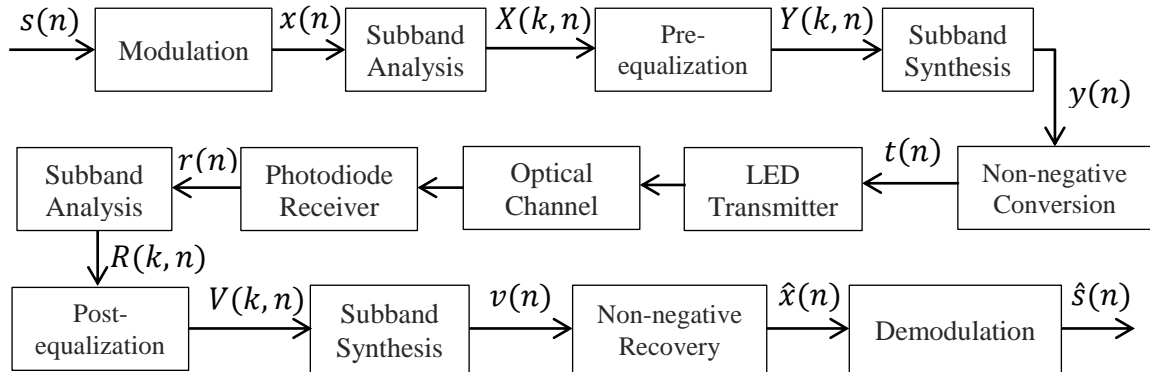 s(n)
Modulation
x(n)
Subband
Analysis
X(k, n)
Pre-
equalization
Y(k, n)
Subband
Synthesis
y(n)
Non-negative
Conversion
t(n)
LED
Transmitter
Optical
Channel
Photodiode
Receiver
r(n)
Subband
Analysis
R(k, n)
Post-
equalization
V(k, n)
Subband
Synthesis
v(n)
Non-negative
Recovery
x̂(n)
Demodulation
ŝ(n)